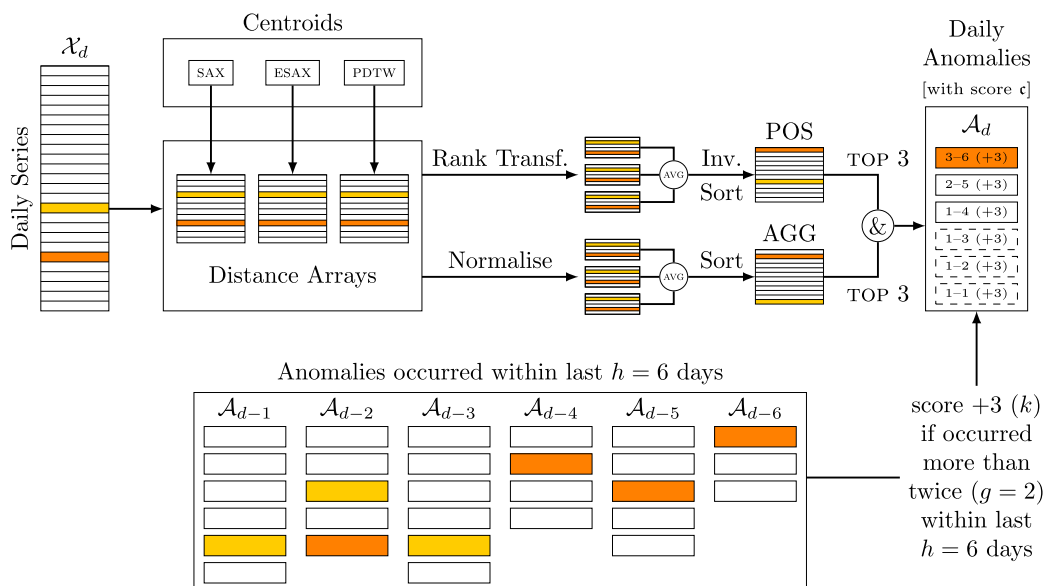 Centroids
Daily
Anomalies
[with score 𝔠]
𝒳_d
SAX
ESAX
PDTW
𝒜_d
Daily Series
Rank Transf.
AVG
Inv.
Sort
POS
TOP 3
3–6 (+3)
2–5 (+3)
1–4 (+3)
&
1–3 (+3)
1–2 (+3)
1–1 (+3)
Distance Arrays
Normalise
AVG
Sort
AGG
TOP 3
Anomalies occurred within last h = 6 days
𝒜_{d−1}
𝒜_{d−2}
𝒜_{d−3}
𝒜_{d−4}
𝒜_{d−5}
𝒜_{d−6}
score +3 (k)
if occurred
more than
twice (g = 2)
within last
h = 6 days